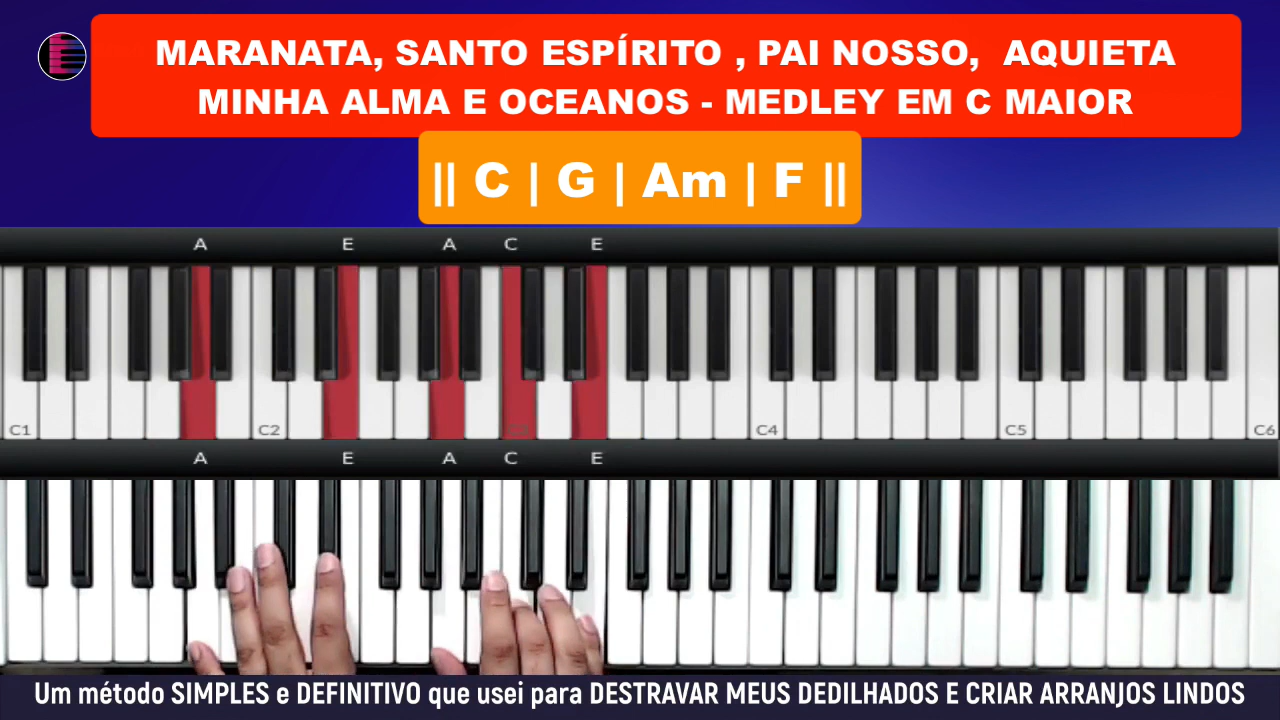 MARANATA, SANTO ESPÍRITO , PAI NOSSO, AQUIETA
MINHA ALMA E OCEANOS - MEDLEY EM C MAIOR
|| C | G | Am | F ||
A E A C E
C1 C2 C3 C4 C5 C6
A E A C E
Um método SIMPLES e DEFINITIVO que usei para DESTRAVAR MEUS DEDILHADOS E CRIAR ARRANJOS LINDOS